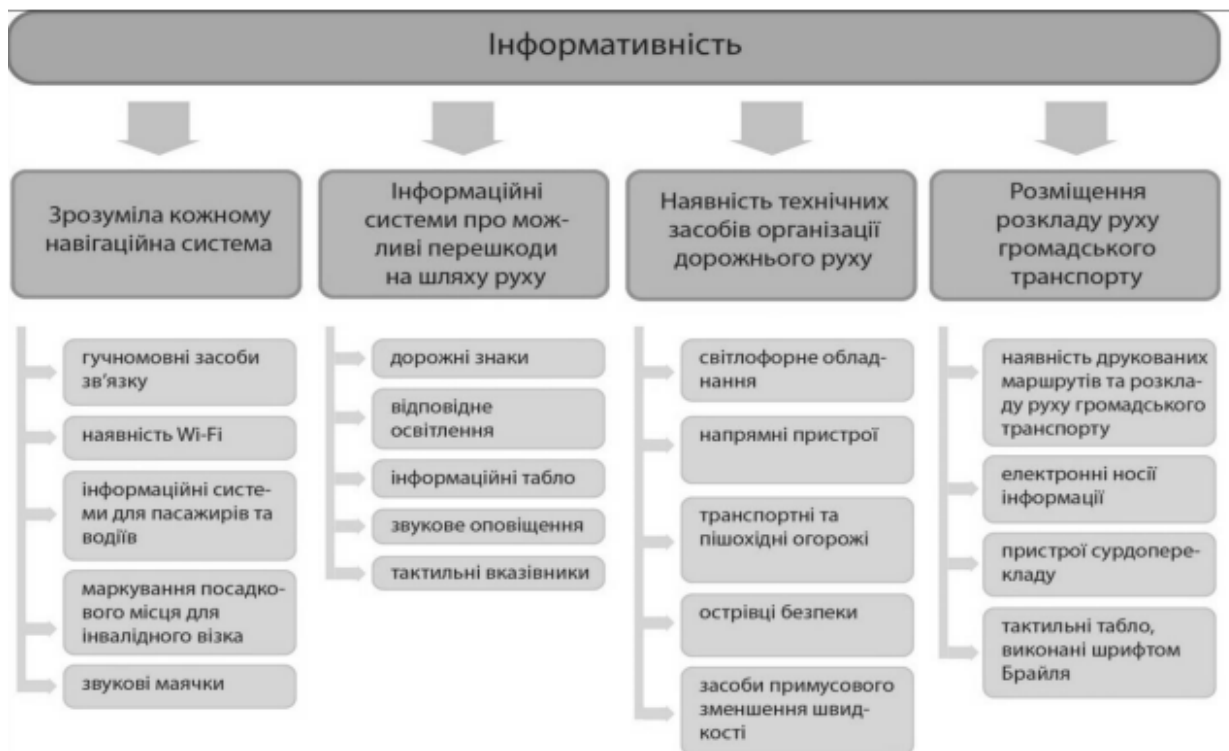 Інформативність
Зрозуміла кожному
навігаційна система
гучномовні засоби
зв’язку
наявність Wi-Fi
інформаційні систе-
ми для пасажирів та
водіїв
маркування посадко-
вого місця для
інвалідного візка
звукові маячки
Інформаційні
системи про мож-
ливі перешкоди
на шляху руху
дорожні знаки
відповідне
освітлення
інформаційні табло
звукове оповіщення
тактильні вказівники
Наявність технічних
засобів організації
дорожнього руху
світлофорне облад-
нання
напрямні пристрої
транспортні та
пішохідні огорожі
острівці безпеки
засоби примусового
зменшення швид-
кості
Розміщення
розкладу руху
громадського
транспорту
наявність друкованих
маршрутів та розкла-
ду руху громадського
транспорту
електронні носії
інформації
пристрої сурдопере-
кладу
тактильні табло,
виконані шрифтом
Брайля